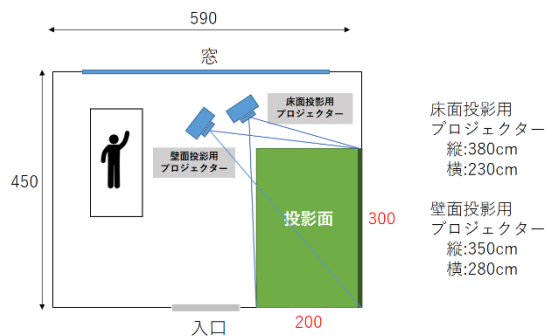 590
窓
床面投影用
プロジェクター
壁面投影用
プロジェクター
450
投影面
300
200
入口
床面投影用
プロジェクター
縦:380cm
横:230cm
壁面投影用
プロジェクター
縦:350cm
横:280cm